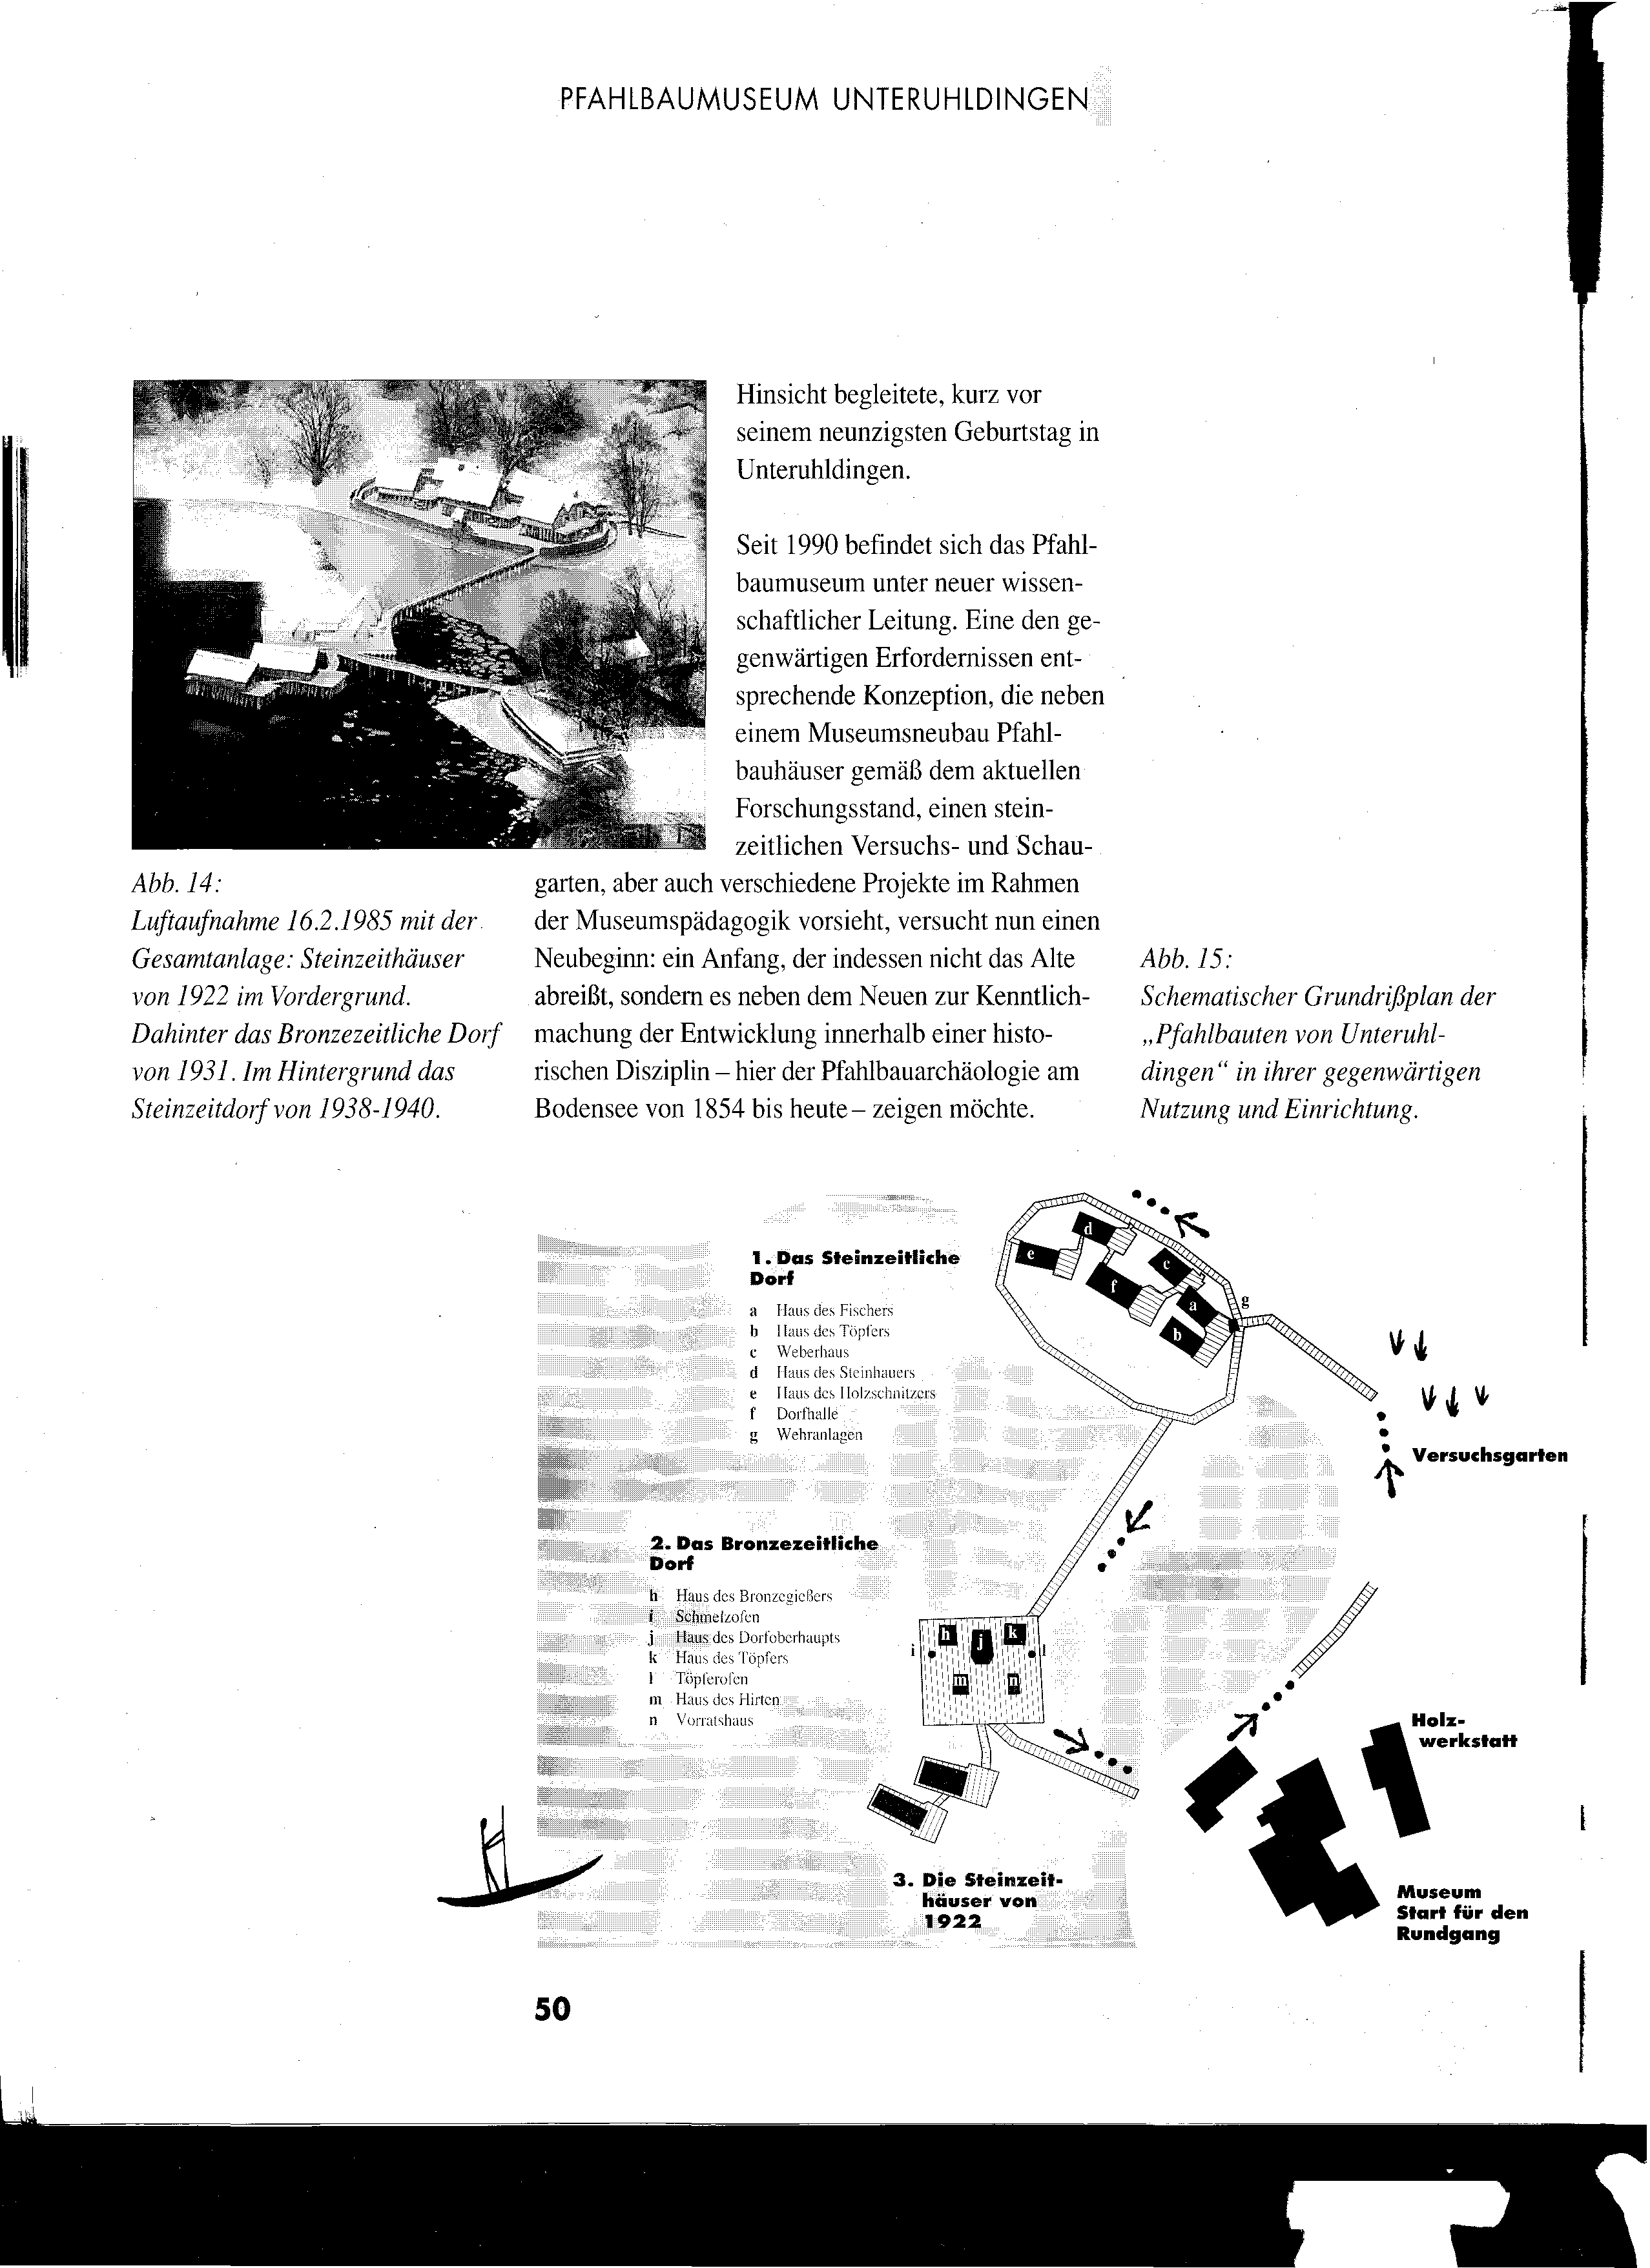 PFAHLBAUMUSEUM UNTERUHLDINGEN
Hinsicht begleitete, kurz vor
seinem neunzigsten Geburtstag in
Unteruhldingen.
Seit 1990 befindet sich das Pfahl-
baumuseum unter neuer wissen-
schaftlicher Leitung. Eine den ge-
genwärtigen Erfordernissen ent-
sprechende Konzeption, die neben
einem Museumsneubau Pfahl-
bauhäuser gemäß dem aktuellen
Forschungsstand, einen stein-
zeitlichen Versuchs- und Schau-
garten, aber auch verschiedene Projekte im Rahmen
der Museumspädagogik vorsieht, versucht nun einen
Neubeginn: ein Anfang, der indessen nicht das Alte
abreißt, sondern es neben dem Neuen zur Kenntlich-
machung der Entwicklung innerhalb einer histo-
rischen Disziplin – hier der Pfahlbauarchäologie am
Bodensee von 1854 bis heute – zeigen möchte.
Abb. 14:
Luftaufnahme 16.2.1985 mit der
Gesamtanlage: Steinzeithäuser
von 1922 im Vordergrund.
Dahinter das Bronzezeitliche Dorf
von 1931. Im Hintergrund das
Steinzeitdorf von 1938-1940.
Abb. 15:
Schematischer Grundrißplan der
„Pfahlbauten von Unteruhl-
dingen“ in ihrer gegenwärtigen
Nutzung und Einrichtung.
1. Das Steinzeitliche
Dorf
a Haus des Fischers
b Haus des Töpfers
c Weberhaus
d Haus des Steinhauers
e Haus des Holzschnitzers
f Dorfhalle
g Wehranlagen
d
e
c
f
a
g
b
Versuchsgarten
2. Das Bronzezeitliche
Dorf
h Haus des Bronzegießers
i Schmelzofen
j Haus des Dorfoberhaupts
k Haus des Töpfers
l Töpferofen
m Haus des Hirten
n Vorratshaus
h
j
k
i
l
m
n
Holz-
werkstatt
3. Die Steinzeit-
häuser von
1922
Museum
Start für den
Rundgang
50